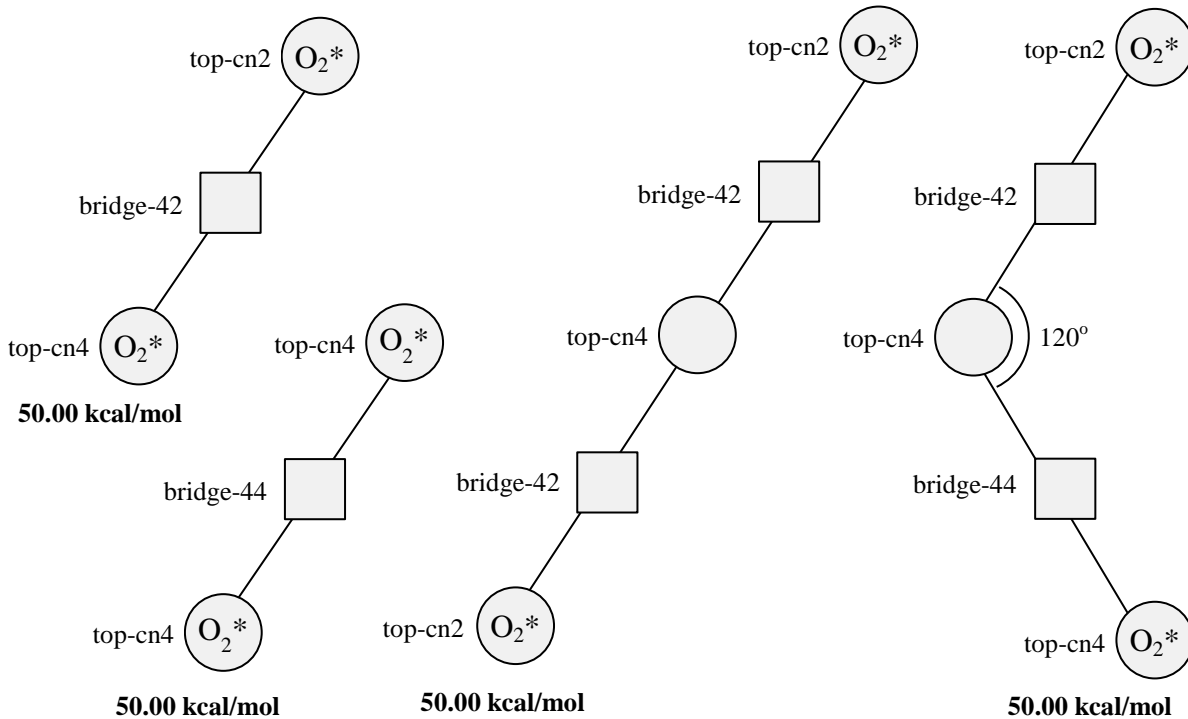 top-cn2
O₂*
bridge-42
top-cn4
O₂*
50.00 kcal/mol
top-cn4
O₂*
bridge-44
top-cn4
O₂*
50.00 kcal/mol
top-cn2
O₂*
bridge-42
top-cn4
bridge-42
top-cn2
O₂*
50.00 kcal/mol
top-cn2
O₂*
bridge-42
top-cn4
120°
bridge-44
top-cn4
O₂*
50.00 kcal/mol